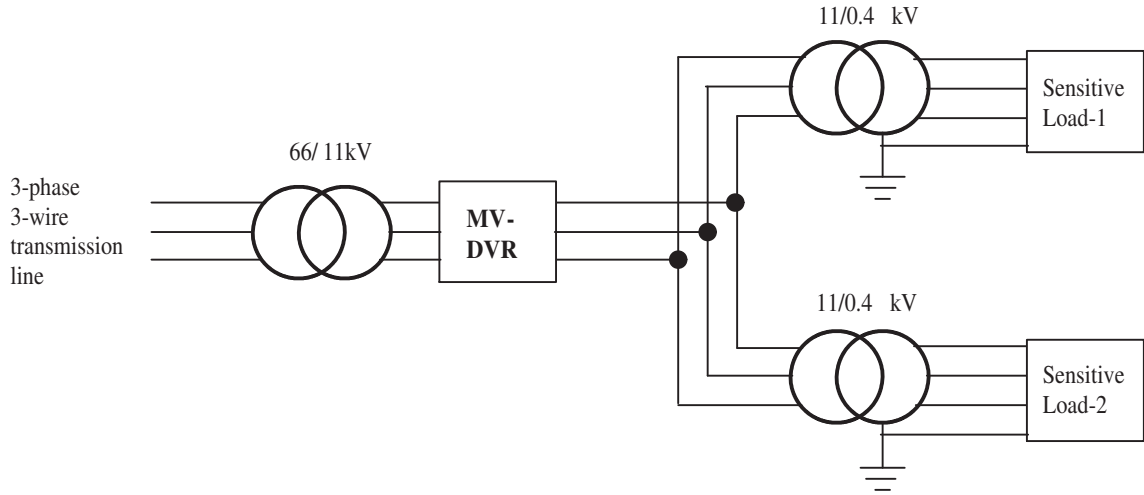 11/0.4 kV
Sensitive
Load-1
66/ 11kV
3-phase
3-wire
transmission
line
MV-
DVR
11/0.4 kV
Sensitive
Load-2